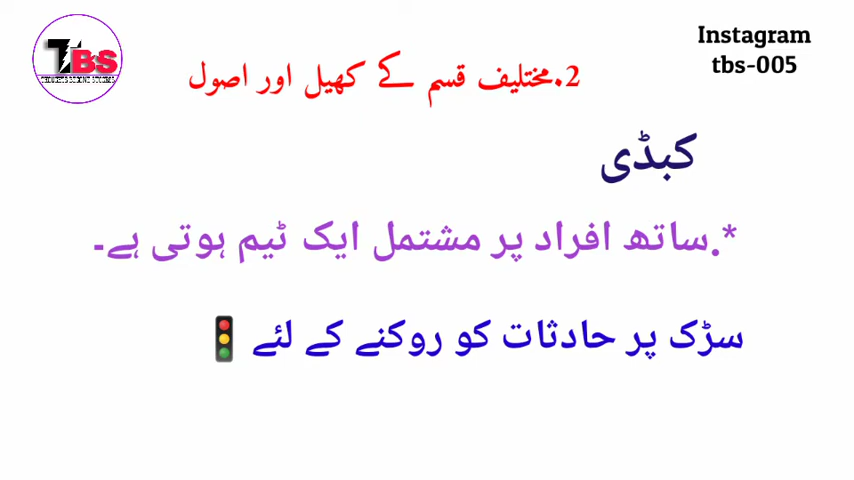 TBS
Instagram
tbs-005
2.مختلیف قسم کے کھیل اور اصول
کبڈی
*.ساتھ افراد پر مشتمل ایک ٹیم ہوتی ہے۔
سڑک پر حادثات کو روکنے کے لئے 🚦